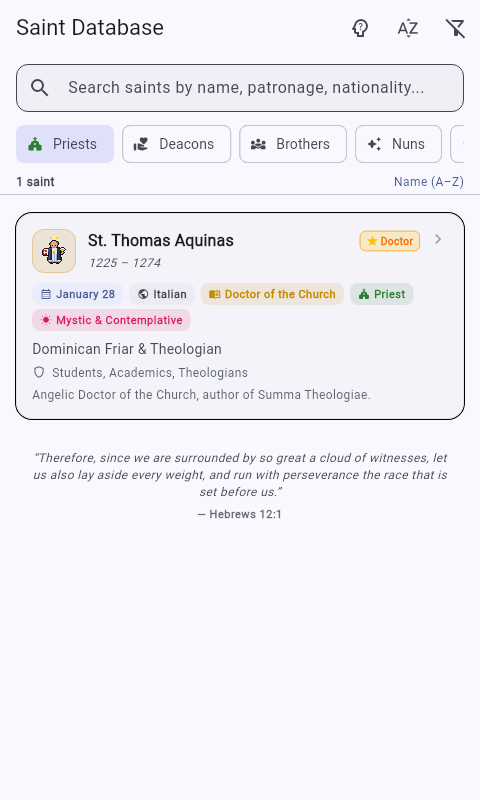 Saint Database
AZ
Search saints by name, patronage, nationality...
Priests
Deacons
Brothers
Nuns
1 saint
Name (A–Z)
St. Thomas Aquinas
Doctor
1225 – 1274
January 28
Italian
Doctor of the Church
Priest
Mystic & Contemplative
Dominican Friar & Theologian
Students, Academics, Theologians
Angelic Doctor of the Church, author of Summa Theologiae.
“Therefore, since we are surrounded by so great a cloud of witnesses, let
us also lay aside every weight, and run with perseverance the race that is
set before us.”
— Hebrews 12:1